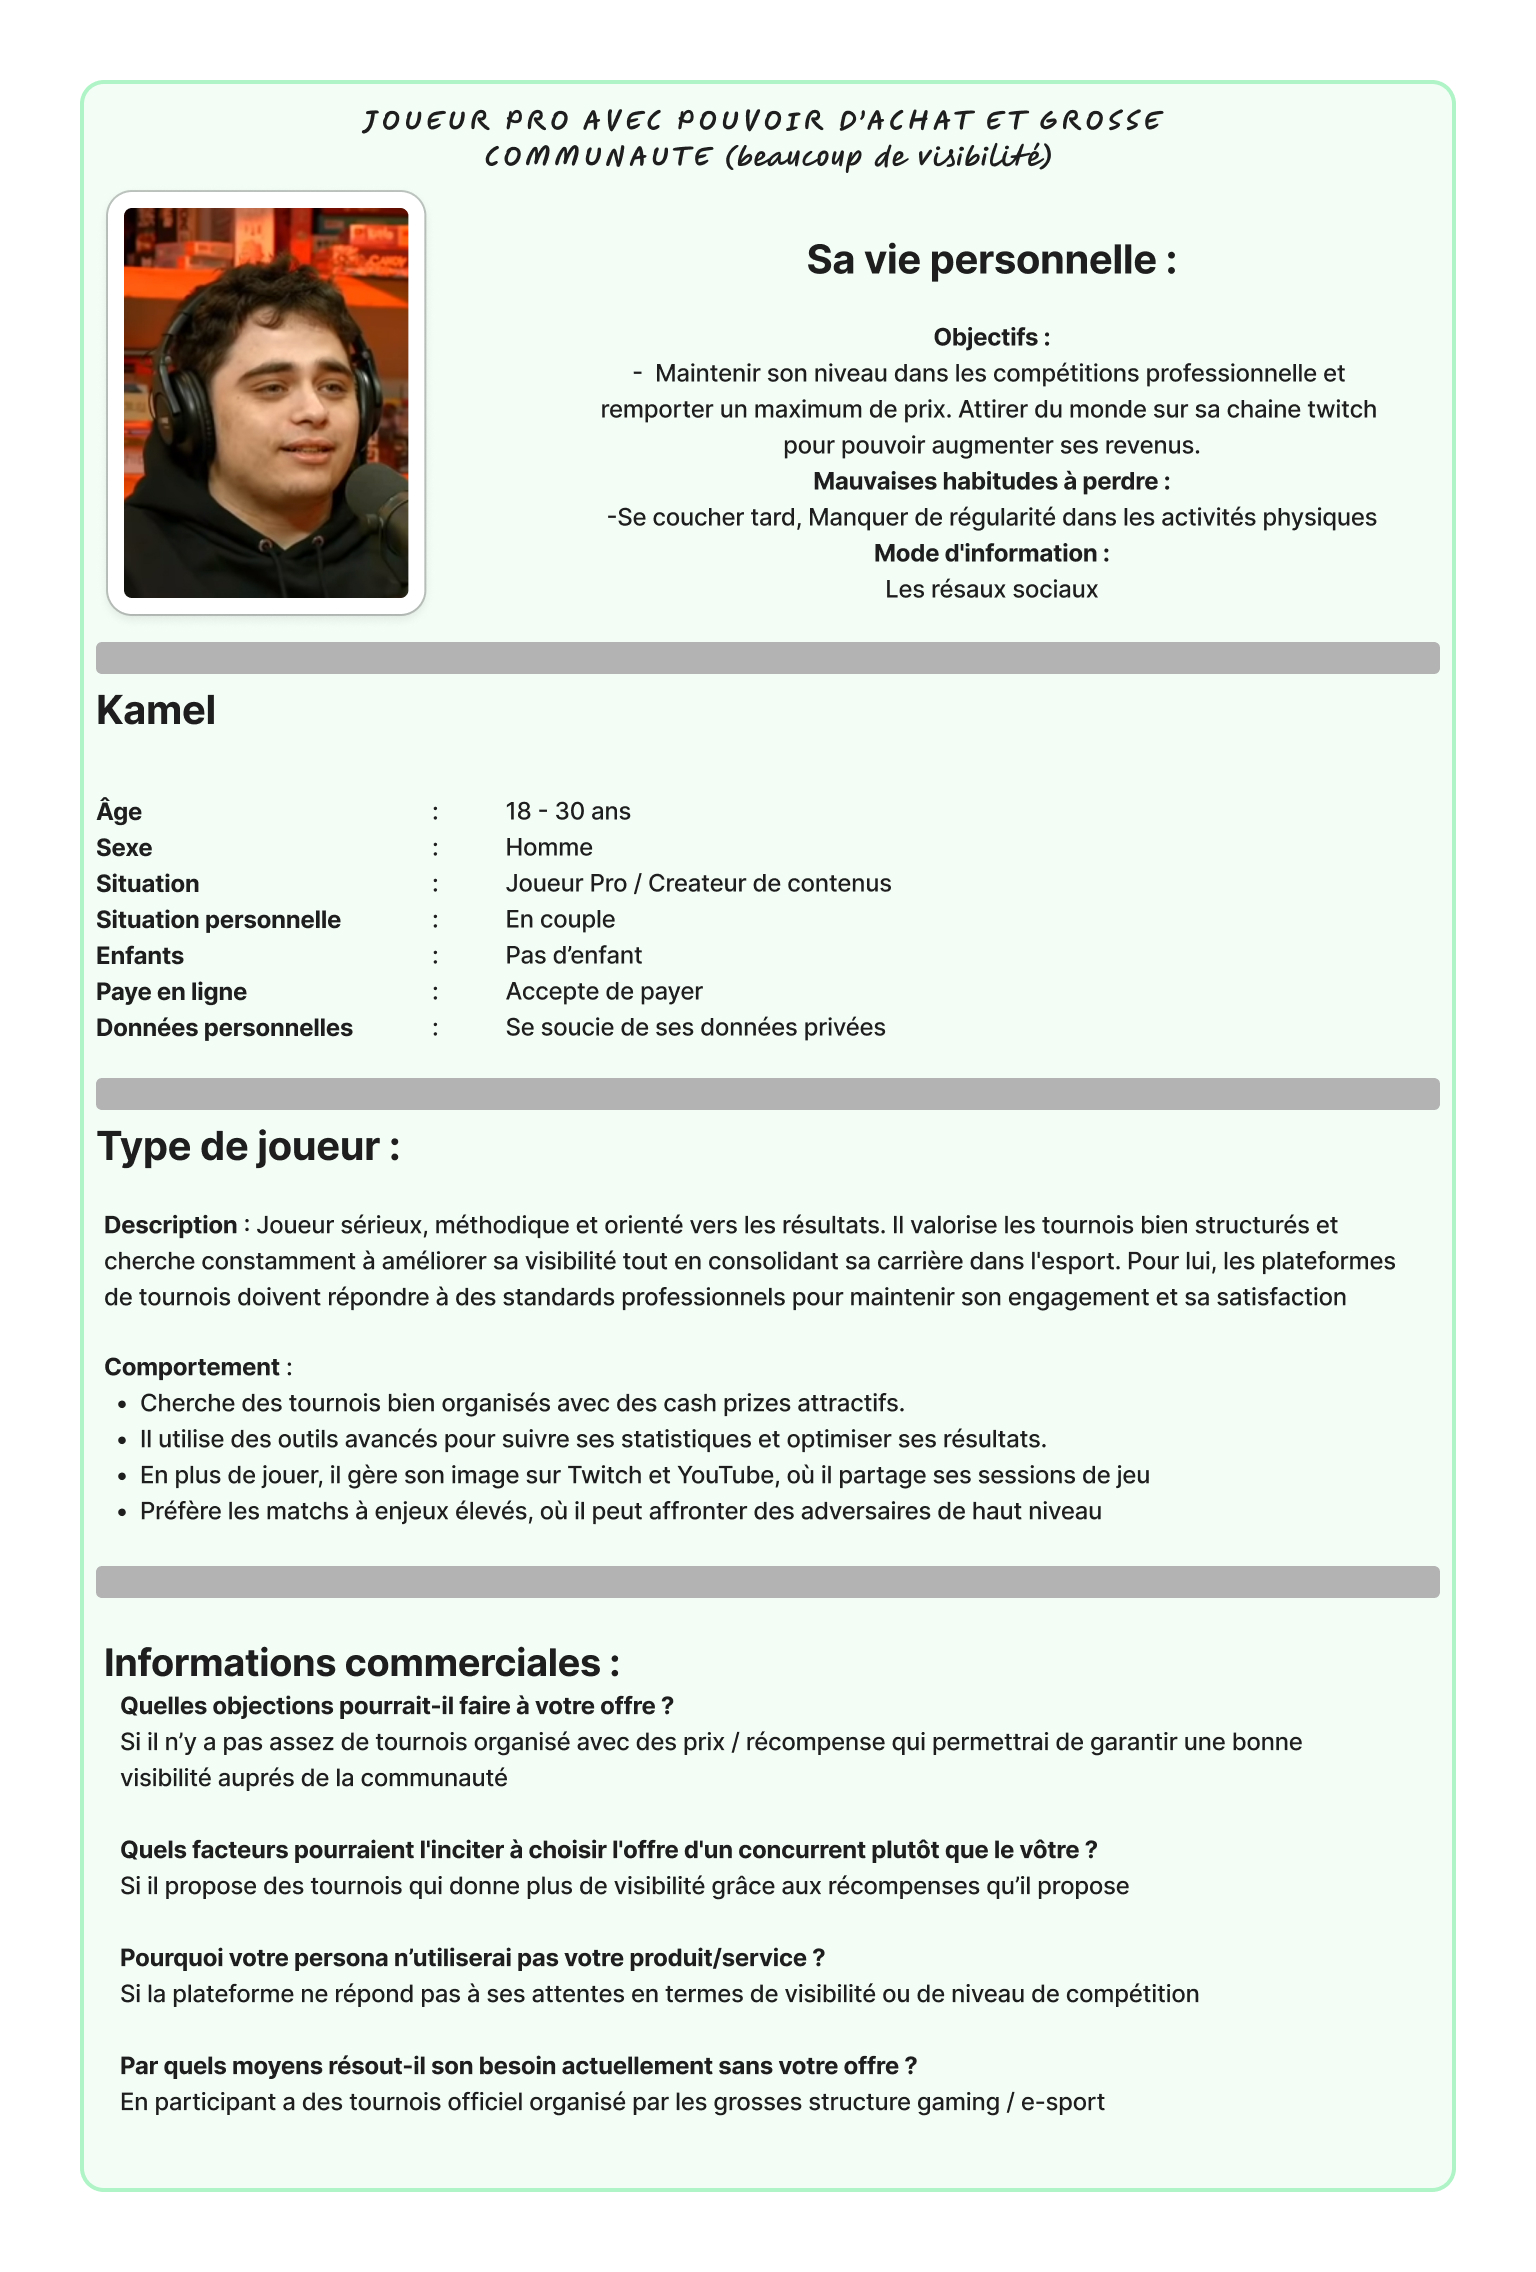 JOUEUR PRO AVEC POUVOIR D'ACHAT ET GROSSE
COMMUNAUTE (beaucoup de visibilité)
Sa vie personnelle :
Objectifs :
- Maintenir son niveau dans les compétitions professionnelle et
remporter un maximum de prix. Attirer du monde sur sa chaine twitch
pour pouvoir augmenter ses revenus.
Mauvaises habitudes à perdre :
-Se coucher tard, Manquer de régularité dans les activités physiques
Mode d'information :
Les résaux sociaux
Kamel
Âge : 18 - 30 ans
Sexe : Homme
Situation : Joueur Pro / Createur de contenus
Situation personnelle : En couple
Enfants : Pas d’enfant
Paye en ligne : Accepte de payer
Données personnelles : Se soucie de ses données privées
Type de joueur :
Description : Joueur sérieux, méthodique et orienté vers les résultats. Il valorise les tournois bien structurés et
cherche constamment à améliorer sa visibilité tout en consolidant sa carrière dans l'esport. Pour lui, les plateformes
de tournois doivent répondre à des standards professionnels pour maintenir son engagement et sa satisfaction
Comportement :
• Cherche des tournois bien organisés avec des cash prizes attractifs.
• Il utilise des outils avancés pour suivre ses statistiques et optimiser ses résultats.
• En plus de jouer, il gère son image sur Twitch et YouTube, où il partage ses sessions de jeu
• Préfère les matchs à enjeux élevés, où il peut affronter des adversaires de haut niveau
Informations commerciales :
Quelles objections pourrait-il faire à votre offre ?
Si il n’y a pas assez de tournois organisé avec des prix / récompense qui permettrai de garantir une bonne
visibilité auprés de la communauté
Quels facteurs pourraient l'inciter à choisir l'offre d'un concurrent plutôt que le vôtre ?
Si il propose des tournois qui donne plus de visibilité grâce aux récompenses qu’il propose
Pourquoi votre persona n’utiliserai pas votre produit/service ?
Si la plateforme ne répond pas à ses attentes en termes de visibilité ou de niveau de compétition
Par quels moyens résout-il son besoin actuellement sans votre offre ?
En participant a des tournois officiel organisé par les grosses structure gaming / e-sport